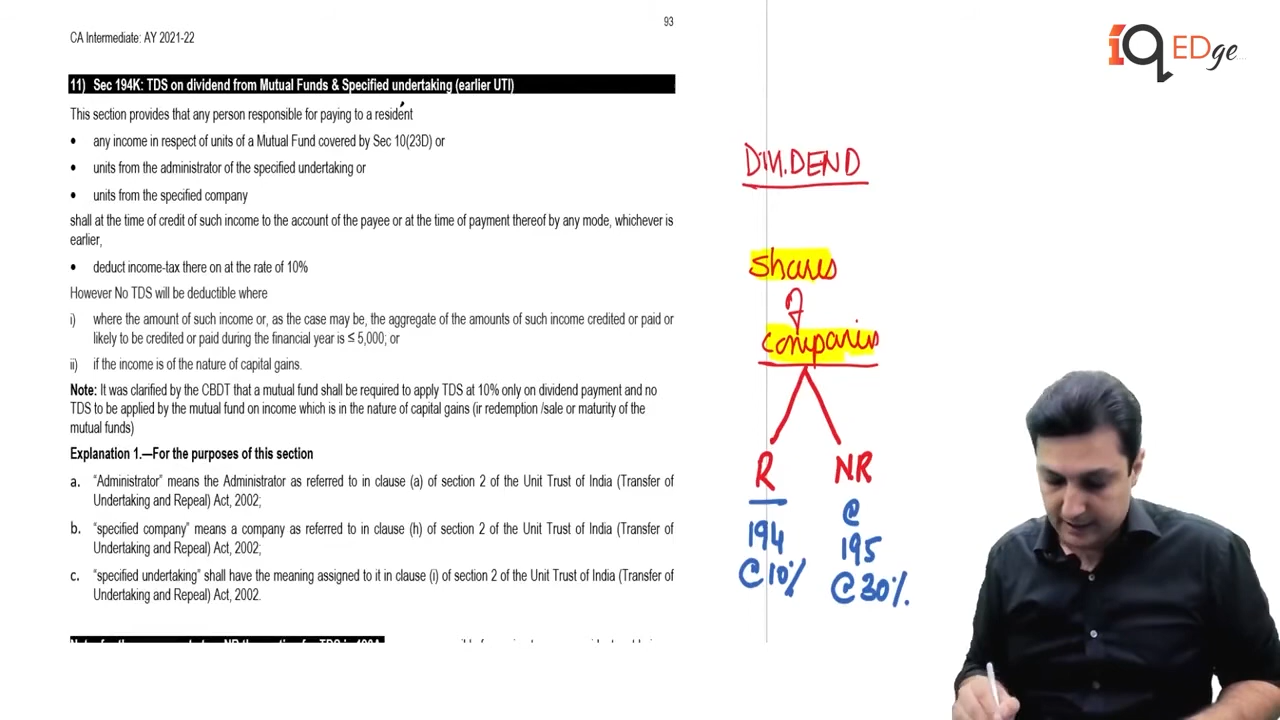 93
CA Intermediate: AY 2021-22
11) Sec 194K: TDS on dividend from Mutual Funds & Specified undertaking (earlier UTI)
This section provides that any person responsible for paying to a resident
• any income in respect of units of a Mutual Fund covered by Sec 10(23D) or
• units from the administrator of the specified undertaking or
• units from the specified company
shall at the time of credit of such income to the account of the payee or at the time of payment thereof by any mode, whichever is
earlier,
• deduct income-tax there on at the rate of 10%
However No TDS will be deductible where
i) where the amount of such income or, as the case may be, the aggregate of the amounts of such income credited or paid or
likely to be credited or paid during the financial year is ≤ 5,000; or
ii) if the income is of the nature of capital gains.
Note: It was clarified by the CBDT that a mutual fund shall be required to apply TDS at 10% only on dividend payment and no
TDS to be applied by the mutual fund on income which is in the nature of capital gains (ir redemption /sale or maturity of the
mutual funds)
Explanation 1.—For the purposes of this section
a. “Administrator” means the Administrator as referred to in clause (a) of section 2 of the Unit Trust of India (Transfer of
Undertaking and Repeal) Act, 2002;
b. “specified company” means a company as referred to in clause (h) of section 2 of the Unit Trust of India (Transfer of
Undertaking and Repeal) Act, 2002;
c. “specified undertaking” shall have the meaning assigned to it in clause (i) of section 2 of the Unit Trust of India (Transfer of
Undertaking and Repeal) Act, 2002.
DIVIDEND
Shares
of
companies
R NR
194 @
@10% 195
@30%.
iQ EDge